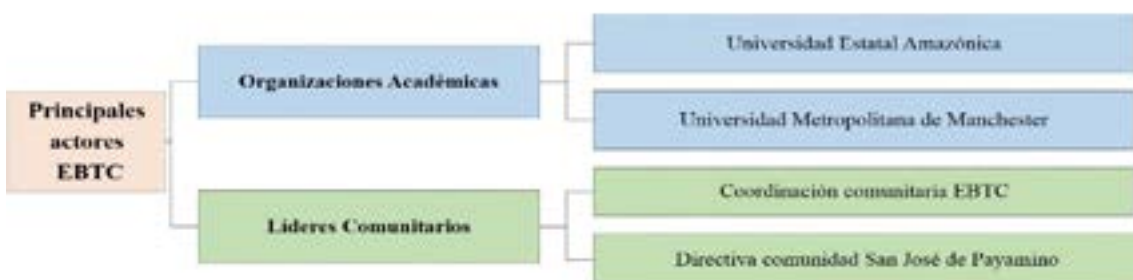 Principales
actores
EBTC
Organizaciones Académicas
Universidad Estatal Amazónica
Universidad Metropolitana de Manchester
Líderes Comunitarios
Coordinación comunitaria EBTC
Directiva comunidad San José de Payamino